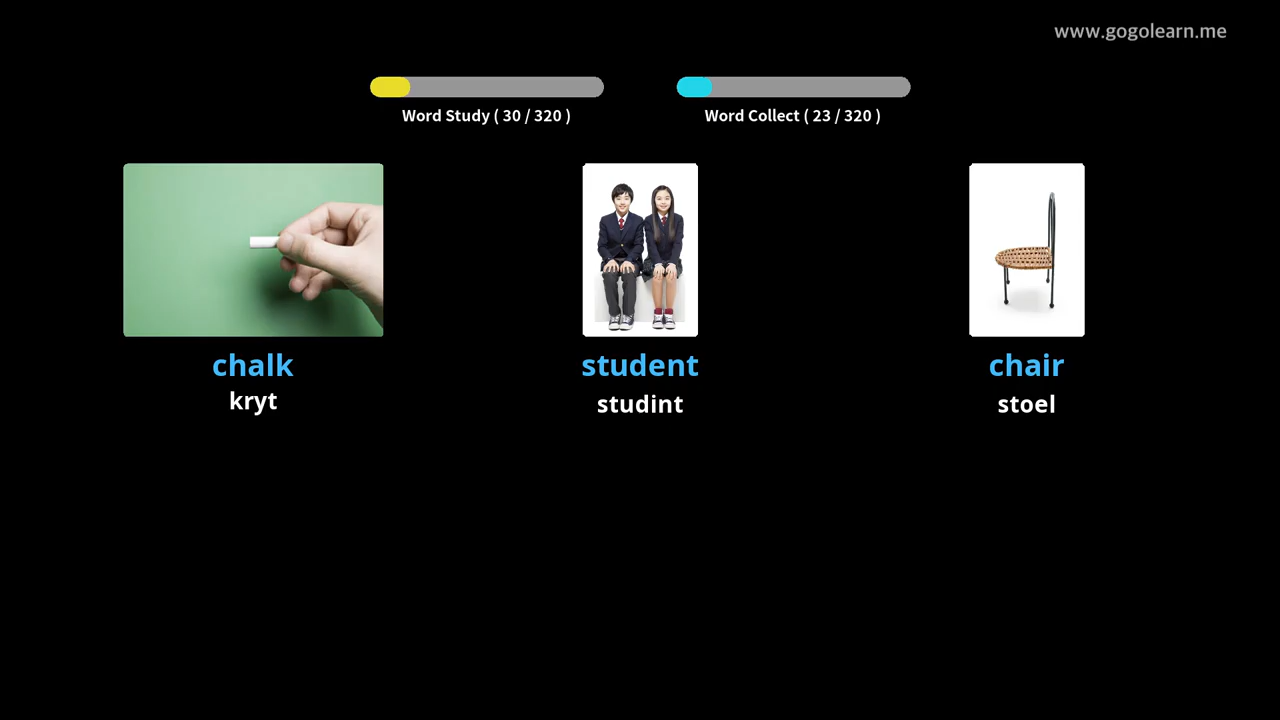 www.gogolearn.me
Word Study ( 30 / 320 )
Word Collect ( 23 / 320 )
chalk
kryt
student
studint
chair
stoel